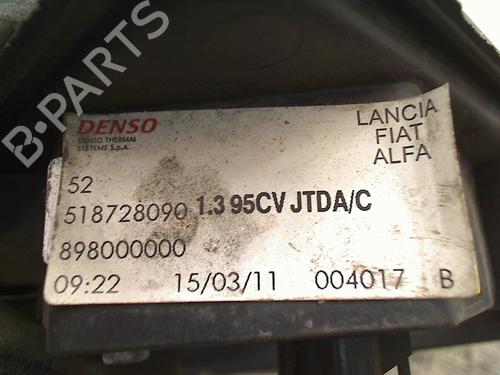 B-PARTS
DENSO
DENSO THERMAL
SYSTEMS S.p.A.
LANCIA
FIAT
ALFA
52
518728090 1.3 95CV JTDA/C
898000000
09:22 15/03/11 004017 B